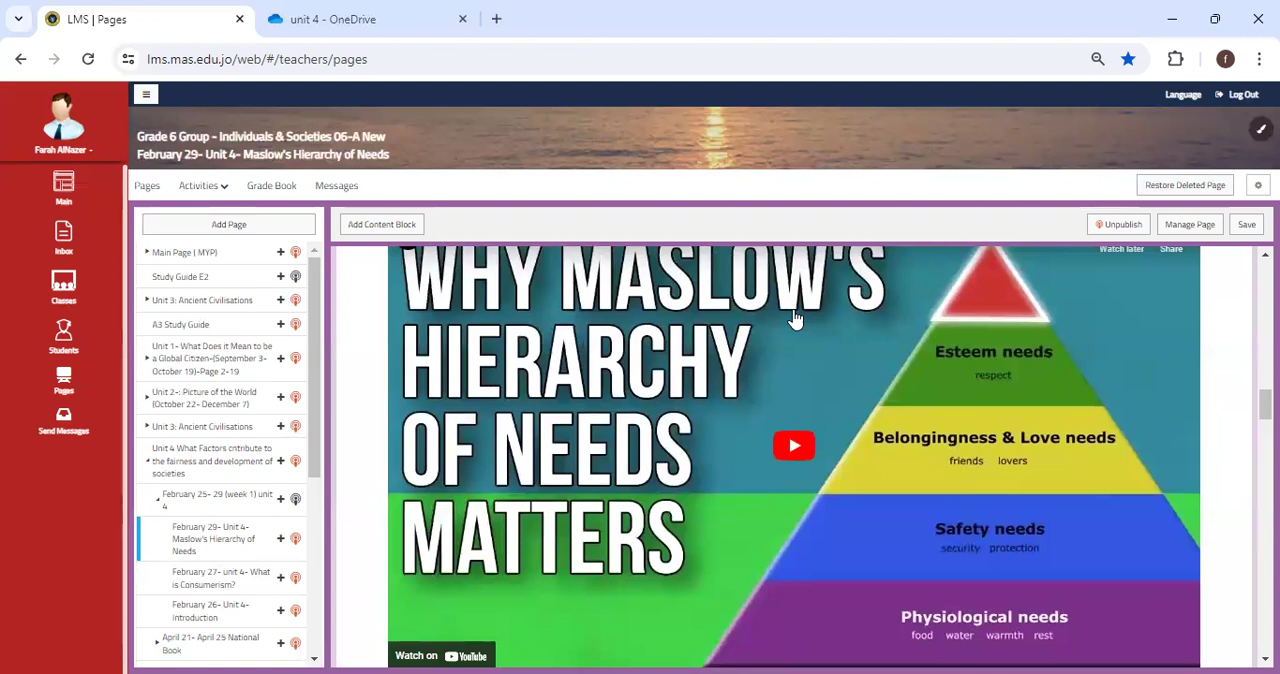 LMS | Pages
unit 4 - OneDrive
lms.mas.edu.jo/web/#/teachers/pages
f
Language
Log Out
Farah AlNazer
Grade 6 Group - Individuals & Societies 06-A New
February 29- Unit 4- Maslow's Hierarchy of Needs
Main
Inbox
Classes
Students
Pages
Send Messages
Pages
Activities
Grade Book
Messages
Restore Deleted Page
Add Page
Add Content Block
Unpublish
Manage Page
Save
Main Page ( MYP)
Study Guide E2
Unit 3: Ancient Civilisations
A3 Study Guide
Unit 1- What Does it Mean to be
a Global Citizen-(September 3-
October 19)-Page 2-19
Unit 2-: Picture of the World
(October 22- December 7)
Unit 3: Ancient Civilisations
Unit 4 What Factors cntribute to
the fairness and development of
societies
February 25- 29 (week 1) unit
4
February 29- Unit 4-
Maslow's Hierarchy of
Needs
February 27- unit 4- What
is Consumerism?
February 26- Unit 4-
Introduction
April 21- April 25 National
Book
Watch later
Share
WHY MASLOW'S
HIERARCHY
OF NEEDS
MATTERS
Esteem needs
respect
Belongingness & Love needs
friends lovers
Safety needs
security protection
Physiological needs
food water warmth rest
Watch on YouTube